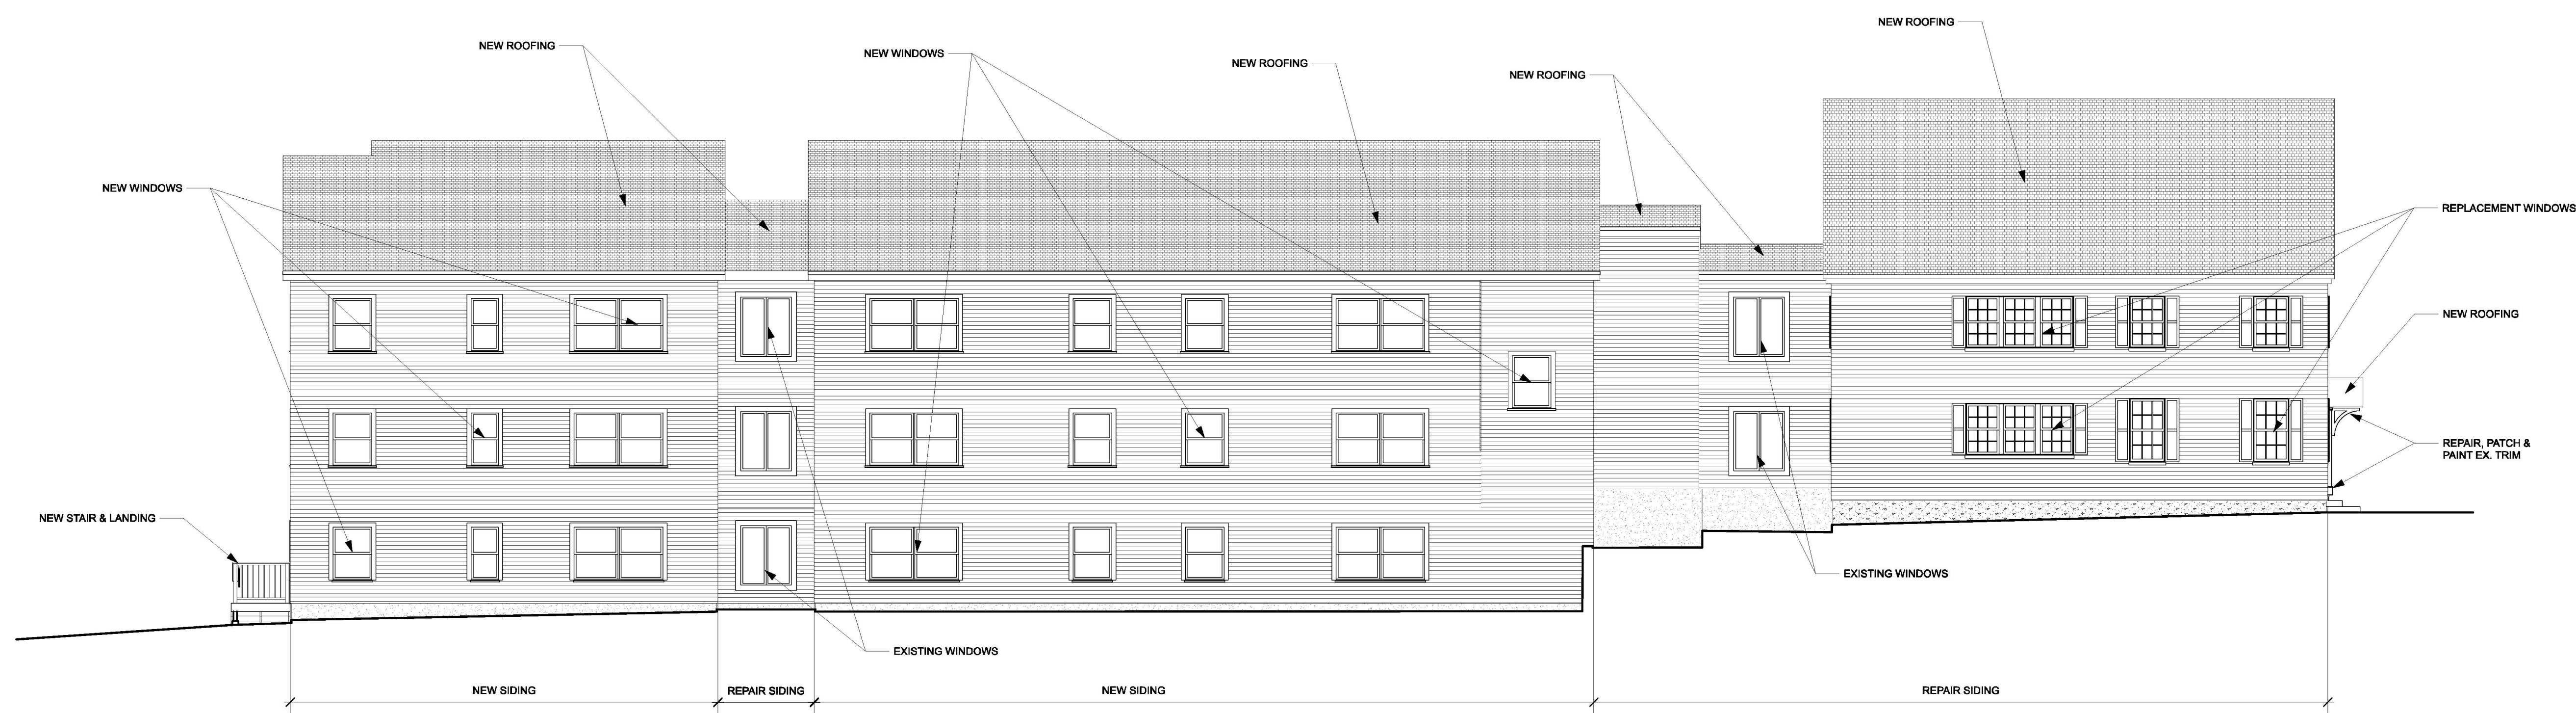 NEW ROOFING
NEW ROOFING
NEW WINDOWS
NEW ROOFING
NEW ROOFING
NEW WINDOWS
REPLACEMENT WINDOWS
NEW ROOFING
REPAIR, PATCH &
PAINT EX. TRIM
NEW STAIR & LANDING
EXISTING WINDOWS
EXISTING WINDOWS
NEW SIDING
REPAIR SIDING
NEW SIDING
REPAIR SIDING